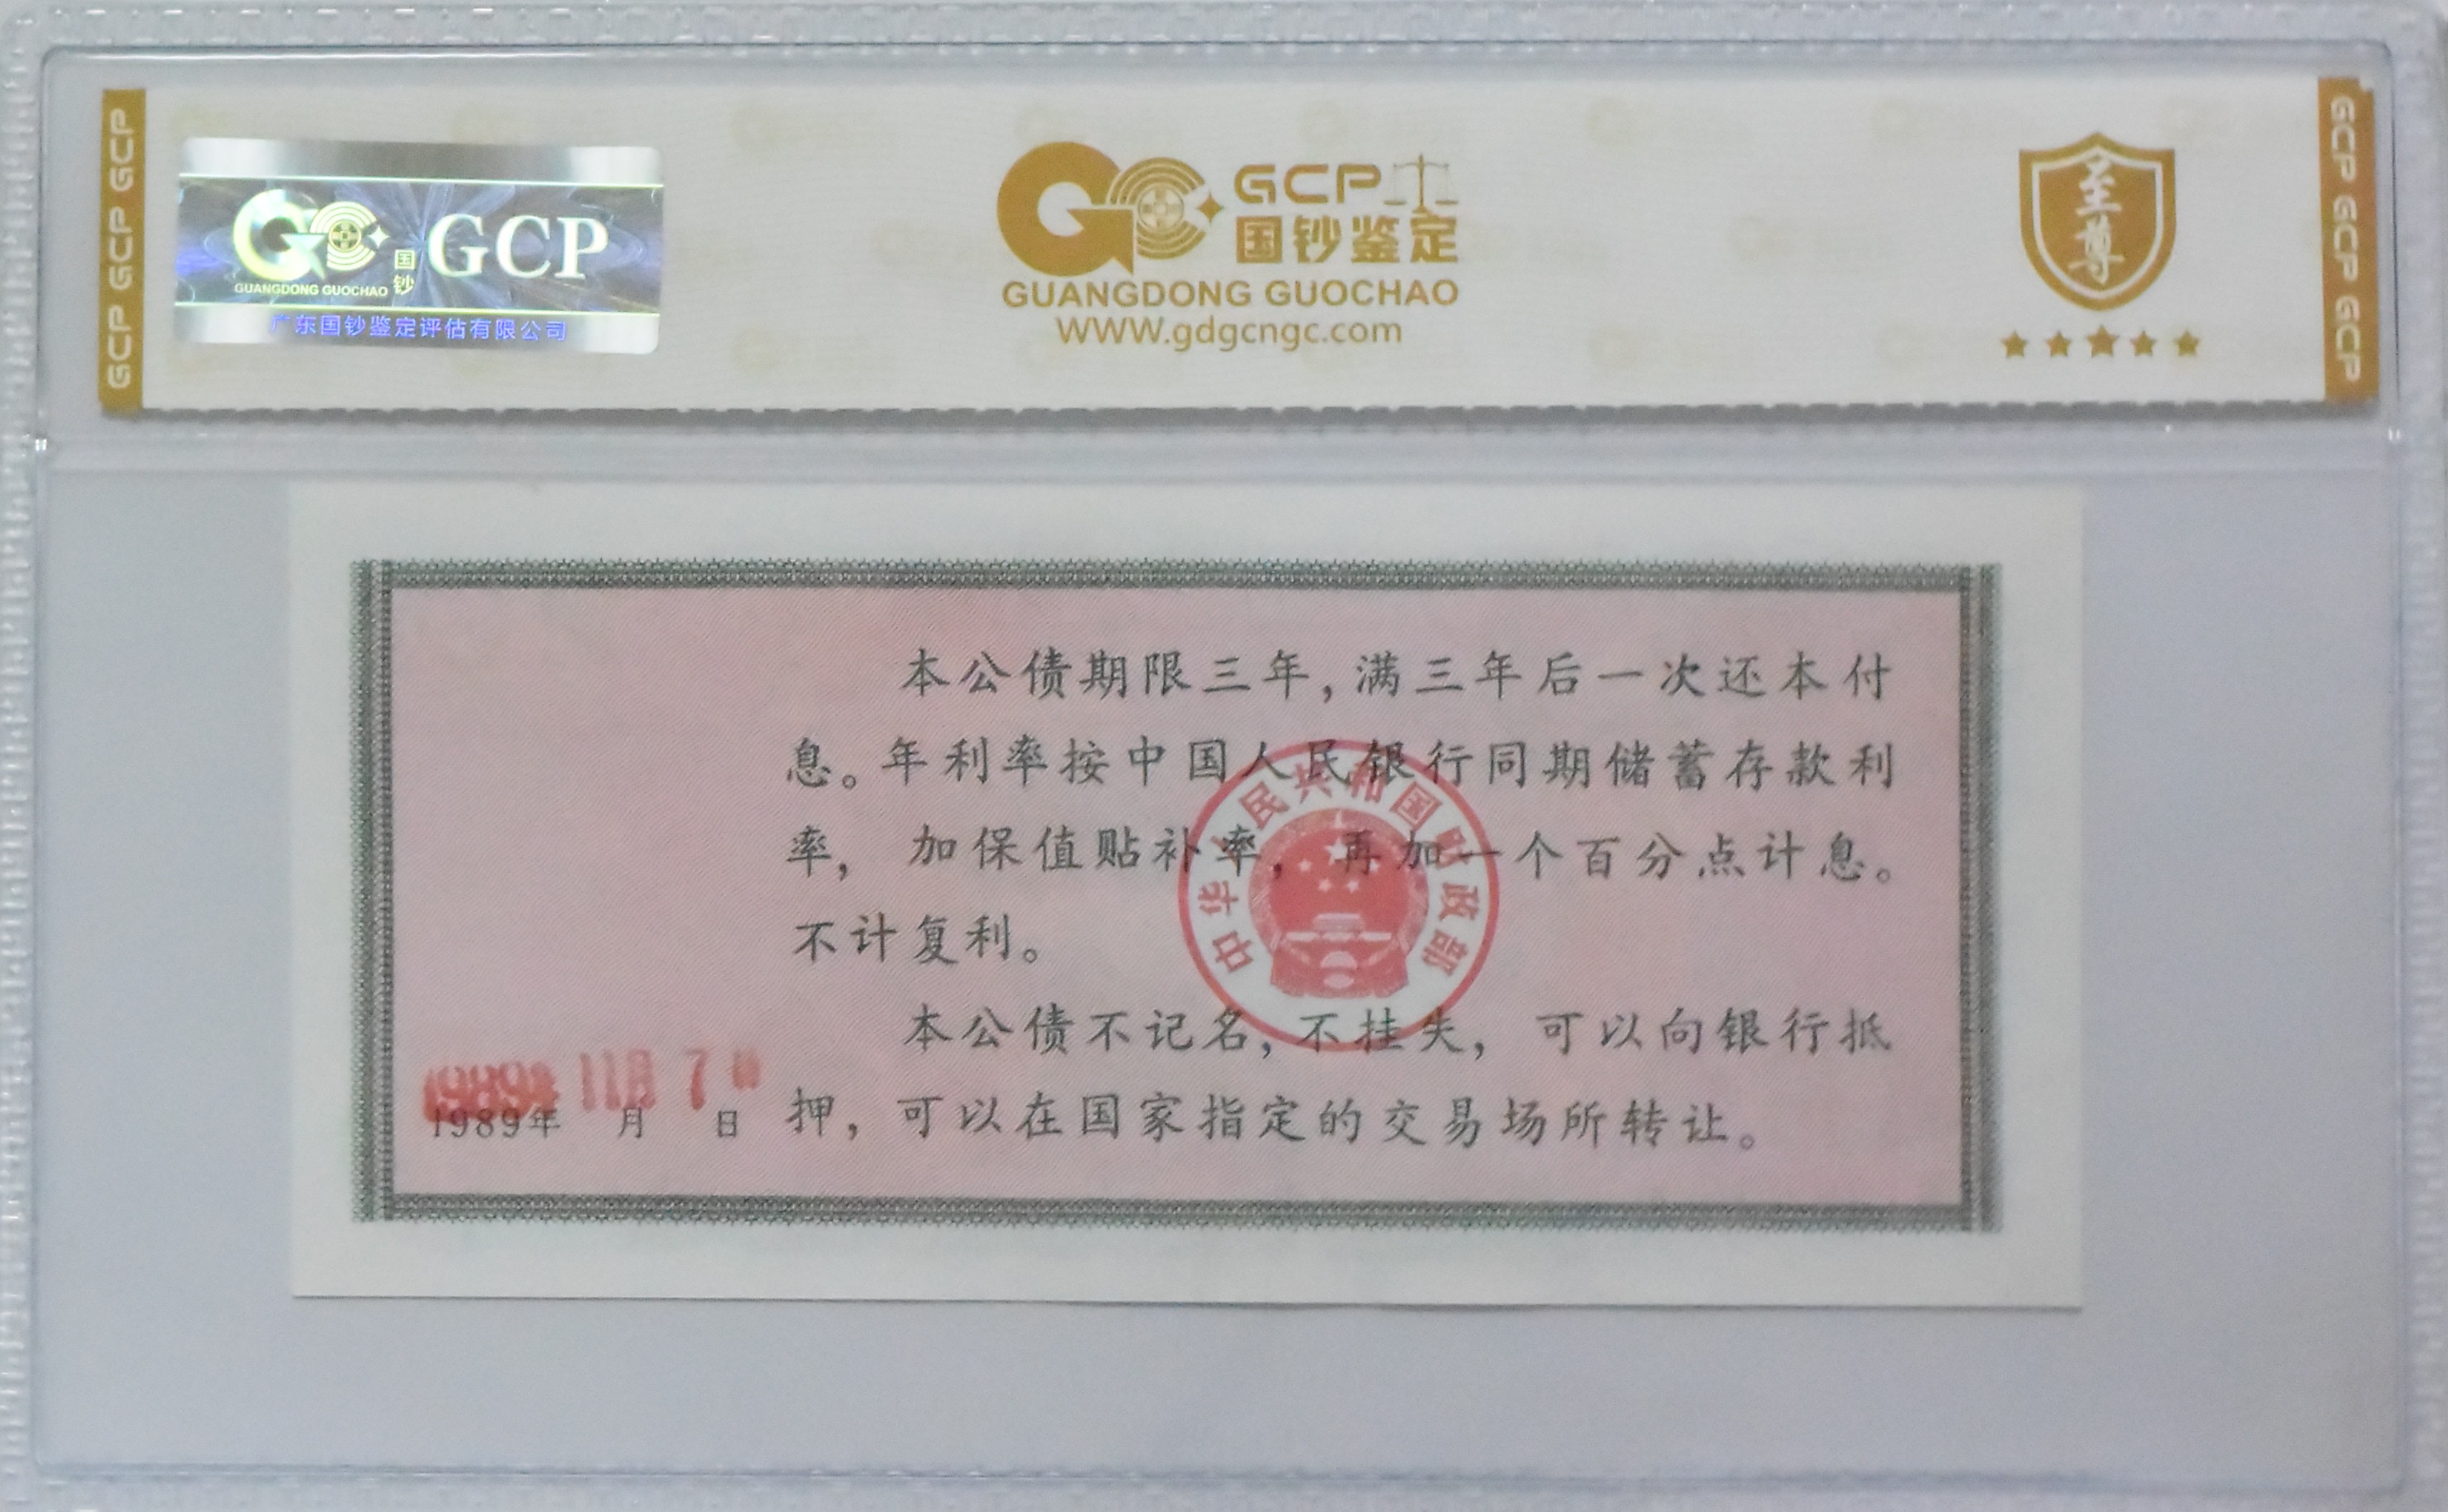 GCP GCP GCP
GUANGDONG GUOCHAO
国钞
GCP
广东国钞鉴定评估有限公司
GCP
国钞鉴定
GUANGDONG GUOCHAO
WWW.gdgcngc.com
至尊
GCP GCP GCP
本公债期限三年,满三年后一次还本付
息。年利率按中国人民银行同期储蓄存款利
率,加保值贴补率,再加一个百分点计息。
不计复利。
本公债不记名,不挂失,可以向银行抵
押,可以在国家指定的交易场所转让。
中华人民共和国财政部
1989年11月7日
1989年 月 日